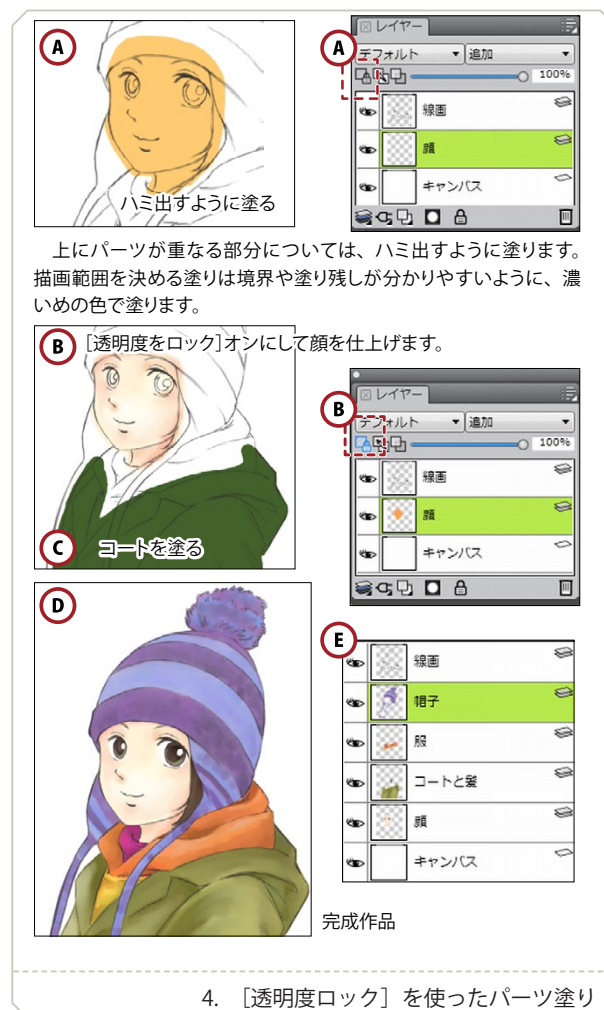 A
ハミ出すように塗る
A
レイヤー
デフォルト
追加
100%
線画
顔
キャンバス
上にパーツが重なる部分については、ハミ出すように塗ります。
描画範囲を決める塗りは境界や塗り残しが分かりやすいように、濃
いめの色で塗ります。
B
[透明度をロック]オンにして顔を仕上げます。
C
コートを塗る
B
レイヤー
デフォルト
追加
100%
線画
顔
キャンバス
D
E
線画
帽子
服
コートと髪
顔
キャンバス
完成作品
4. ［透明度ロック］を使ったパーツ塗り